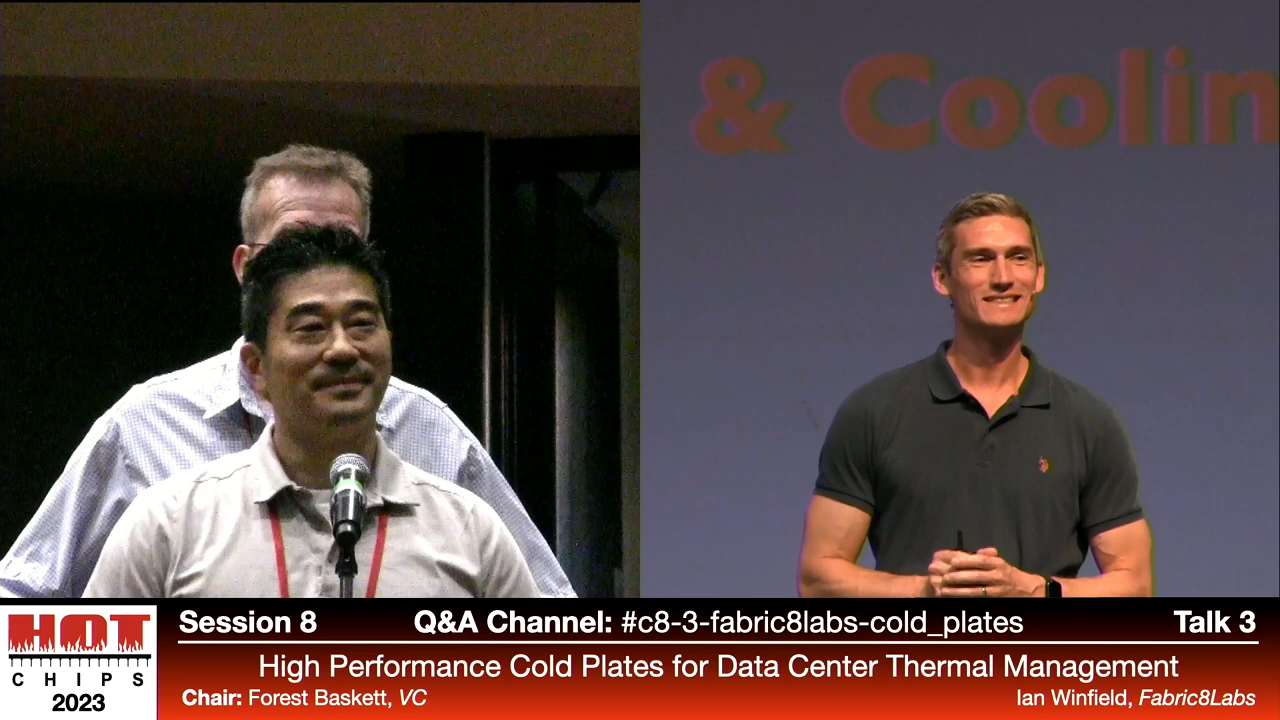 & Coolin
Session 8
Q&A Channel: #c8-3-fabric8labs-cold_plates
Talk 3
High Performance Cold Plates for Data Center Thermal Management
Chair: Forest Baskett, VC
Ian Winfield, Fabric8Labs
HOT
CHIPS
2023